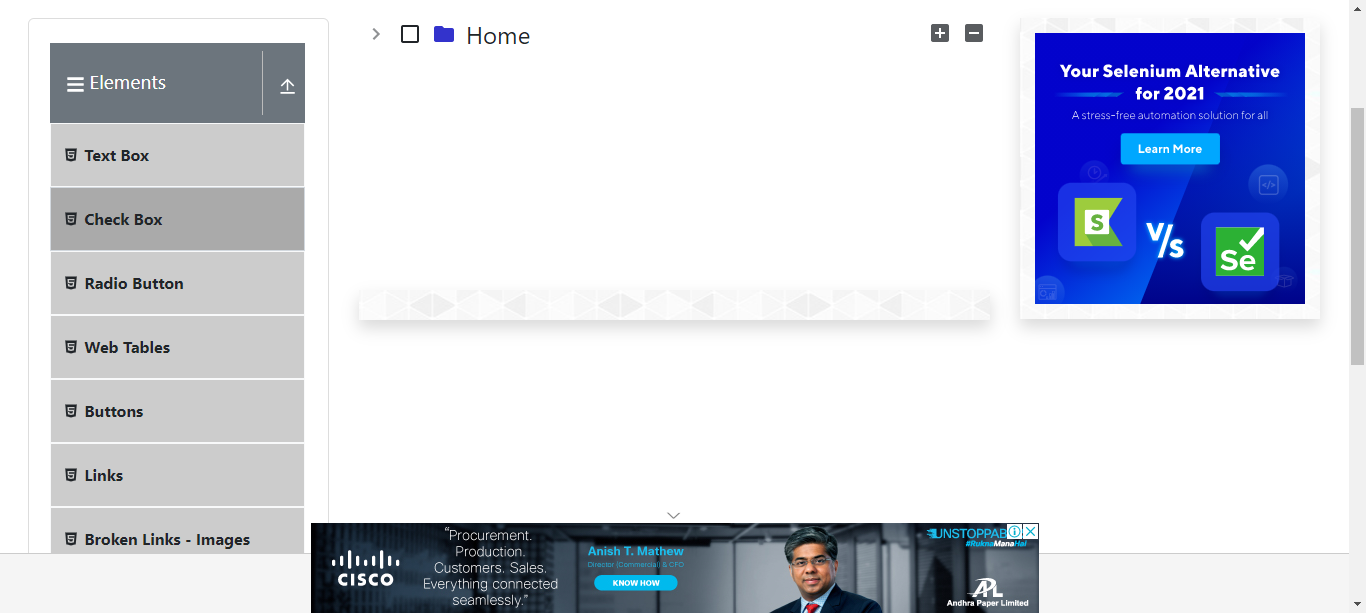 Elements
Text Box
Check Box
Radio Button
Web Tables
Buttons
Links
Broken Links - Images
Home
Your Selenium Alternative
for 2021
A stress-free automation solution for all
Learn More
S
V/S
Se
CISCO
“Procurement.
Production.
Customers. Sales.
Everything connected
seamlessly.”
Anish T. Mathew
Director (Commercial) & CFO
KNOW HOW
UNSTOPPAB
#RuknaManaHai
APL
Andhra Paper Limited